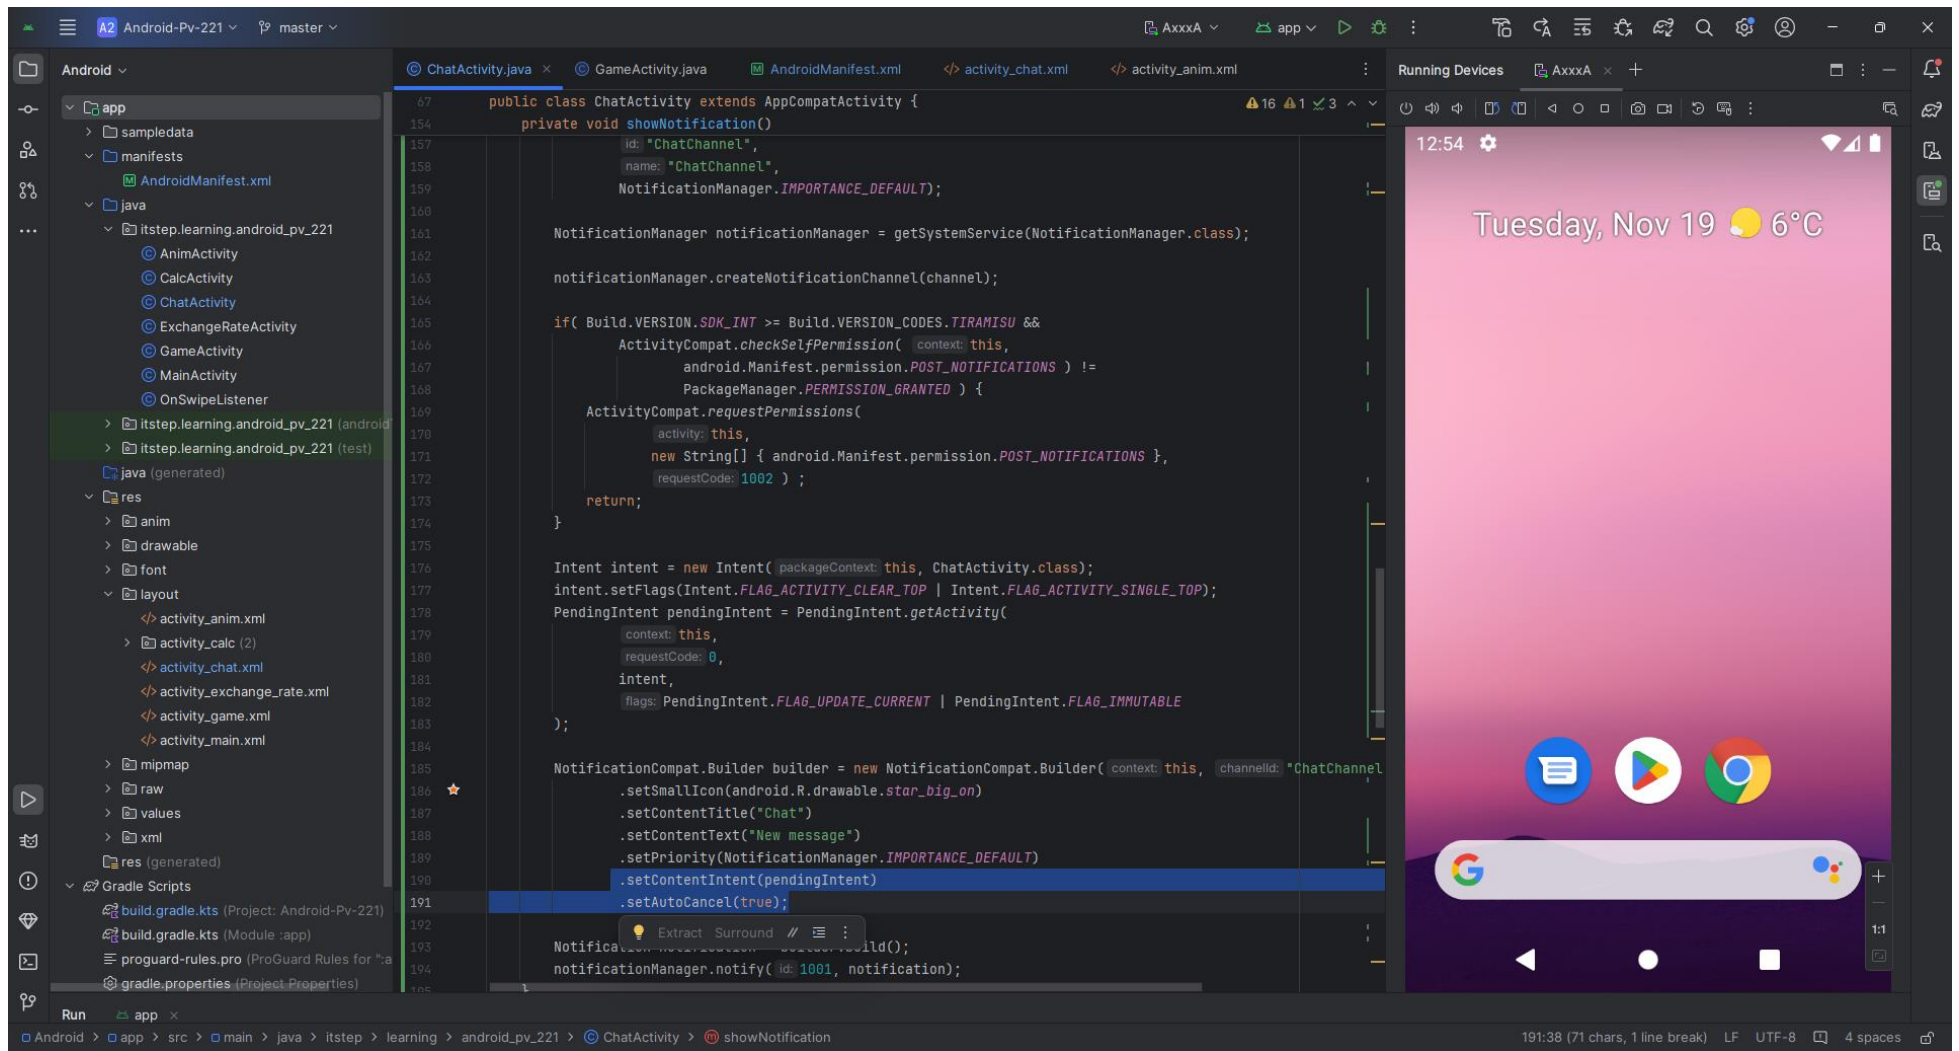 A2 Android-Pv-221 master AxxxA app
Android
ChatActivity.java GameActivity.java AndroidManifest.xml activity_chat.xml activity_anim.xml
Running Devices AxxxA
app
sampledata
manifests
AndroidManifest.xml
java
itstep.learning.android_pv_221
AnimActivity
CalcActivity
ChatActivity
ExchangeRateActivity
GameActivity
MainActivity
OnSwipeListener
itstep.learning.android_pv_221 (android
itstep.learning.android_pv_221 (test)
java (generated)
res
anim
drawable
font
layout
activity_anim.xml
activity_calc (2)
activity_chat.xml
activity_exchange_rate.xml
activity_game.xml
activity_main.xml
mipmap
raw
values
xml
res (generated)
Gradle Scripts
build.gradle.kts (Project: Android-Pv-221)
build.gradle.kts (Module :app)
proguard-rules.pro (ProGuard Rules for ":a
gradle.properties (Project Properties)
67 public class ChatActivity extends AppCompatActivity { 16 1 3
154 private void showNotification()
157 id: "ChatChannel",
158 name: "ChatChannel",
159 NotificationManager.IMPORTANCE_DEFAULT);
160
161 NotificationManager notificationManager = getSystemService(NotificationManager.class);
162
163 notificationManager.createNotificationChannel(channel);
164
165 if( Build.VERSION.SDK_INT >= Build.VERSION_CODES.TIRAMISU &&
166 ActivityCompat.checkSelfPermission( context: this,
167 android.Manifest.permission.POST_NOTIFICATIONS ) !=
168 PackageManager.PERMISSION_GRANTED ) {
169 ActivityCompat.requestPermissions(
170 activity: this,
171 new String[] { android.Manifest.permission.POST_NOTIFICATIONS },
172 requestCode: 1002 ) ;
173 return;
174 }
175
176 Intent intent = new Intent( packageContext: this, ChatActivity.class);
177 intent.setFlags(Intent.FLAG_ACTIVITY_CLEAR_TOP | Intent.FLAG_ACTIVITY_SINGLE_TOP);
178 PendingIntent pendingIntent = PendingIntent.getActivity(
179 context: this,
180 requestCode: 0,
181 intent,
182 flags: PendingIntent.FLAG_UPDATE_CURRENT | PendingIntent.FLAG_IMMUTABLE
183 );
184
185 NotificationCompat.Builder builder = new NotificationCompat.Builder( context: this, channelId: "ChatChannel
186 .setSmallIcon(android.R.drawable.star_big_on)
187 .setContentTitle("Chat")
188 .setContentText("New message")
189 .setPriority(NotificationManager.IMPORTANCE_DEFAULT)
190 .setContentIntent(pendingIntent)
191 .setAutoCancel(true);
192
Extract Surround
193 Notifica
ild();
194 notificationManager.notify( id: 1001, notification);
195 }
12:54
Tuesday, Nov 19 6°C
1:1
Run app
Android > app > src > main > java > itstep > learning > android_pv_221 > ChatActivity > showNotification
191:38 (71 chars, 1 line break) LF UTF-8 4 spaces